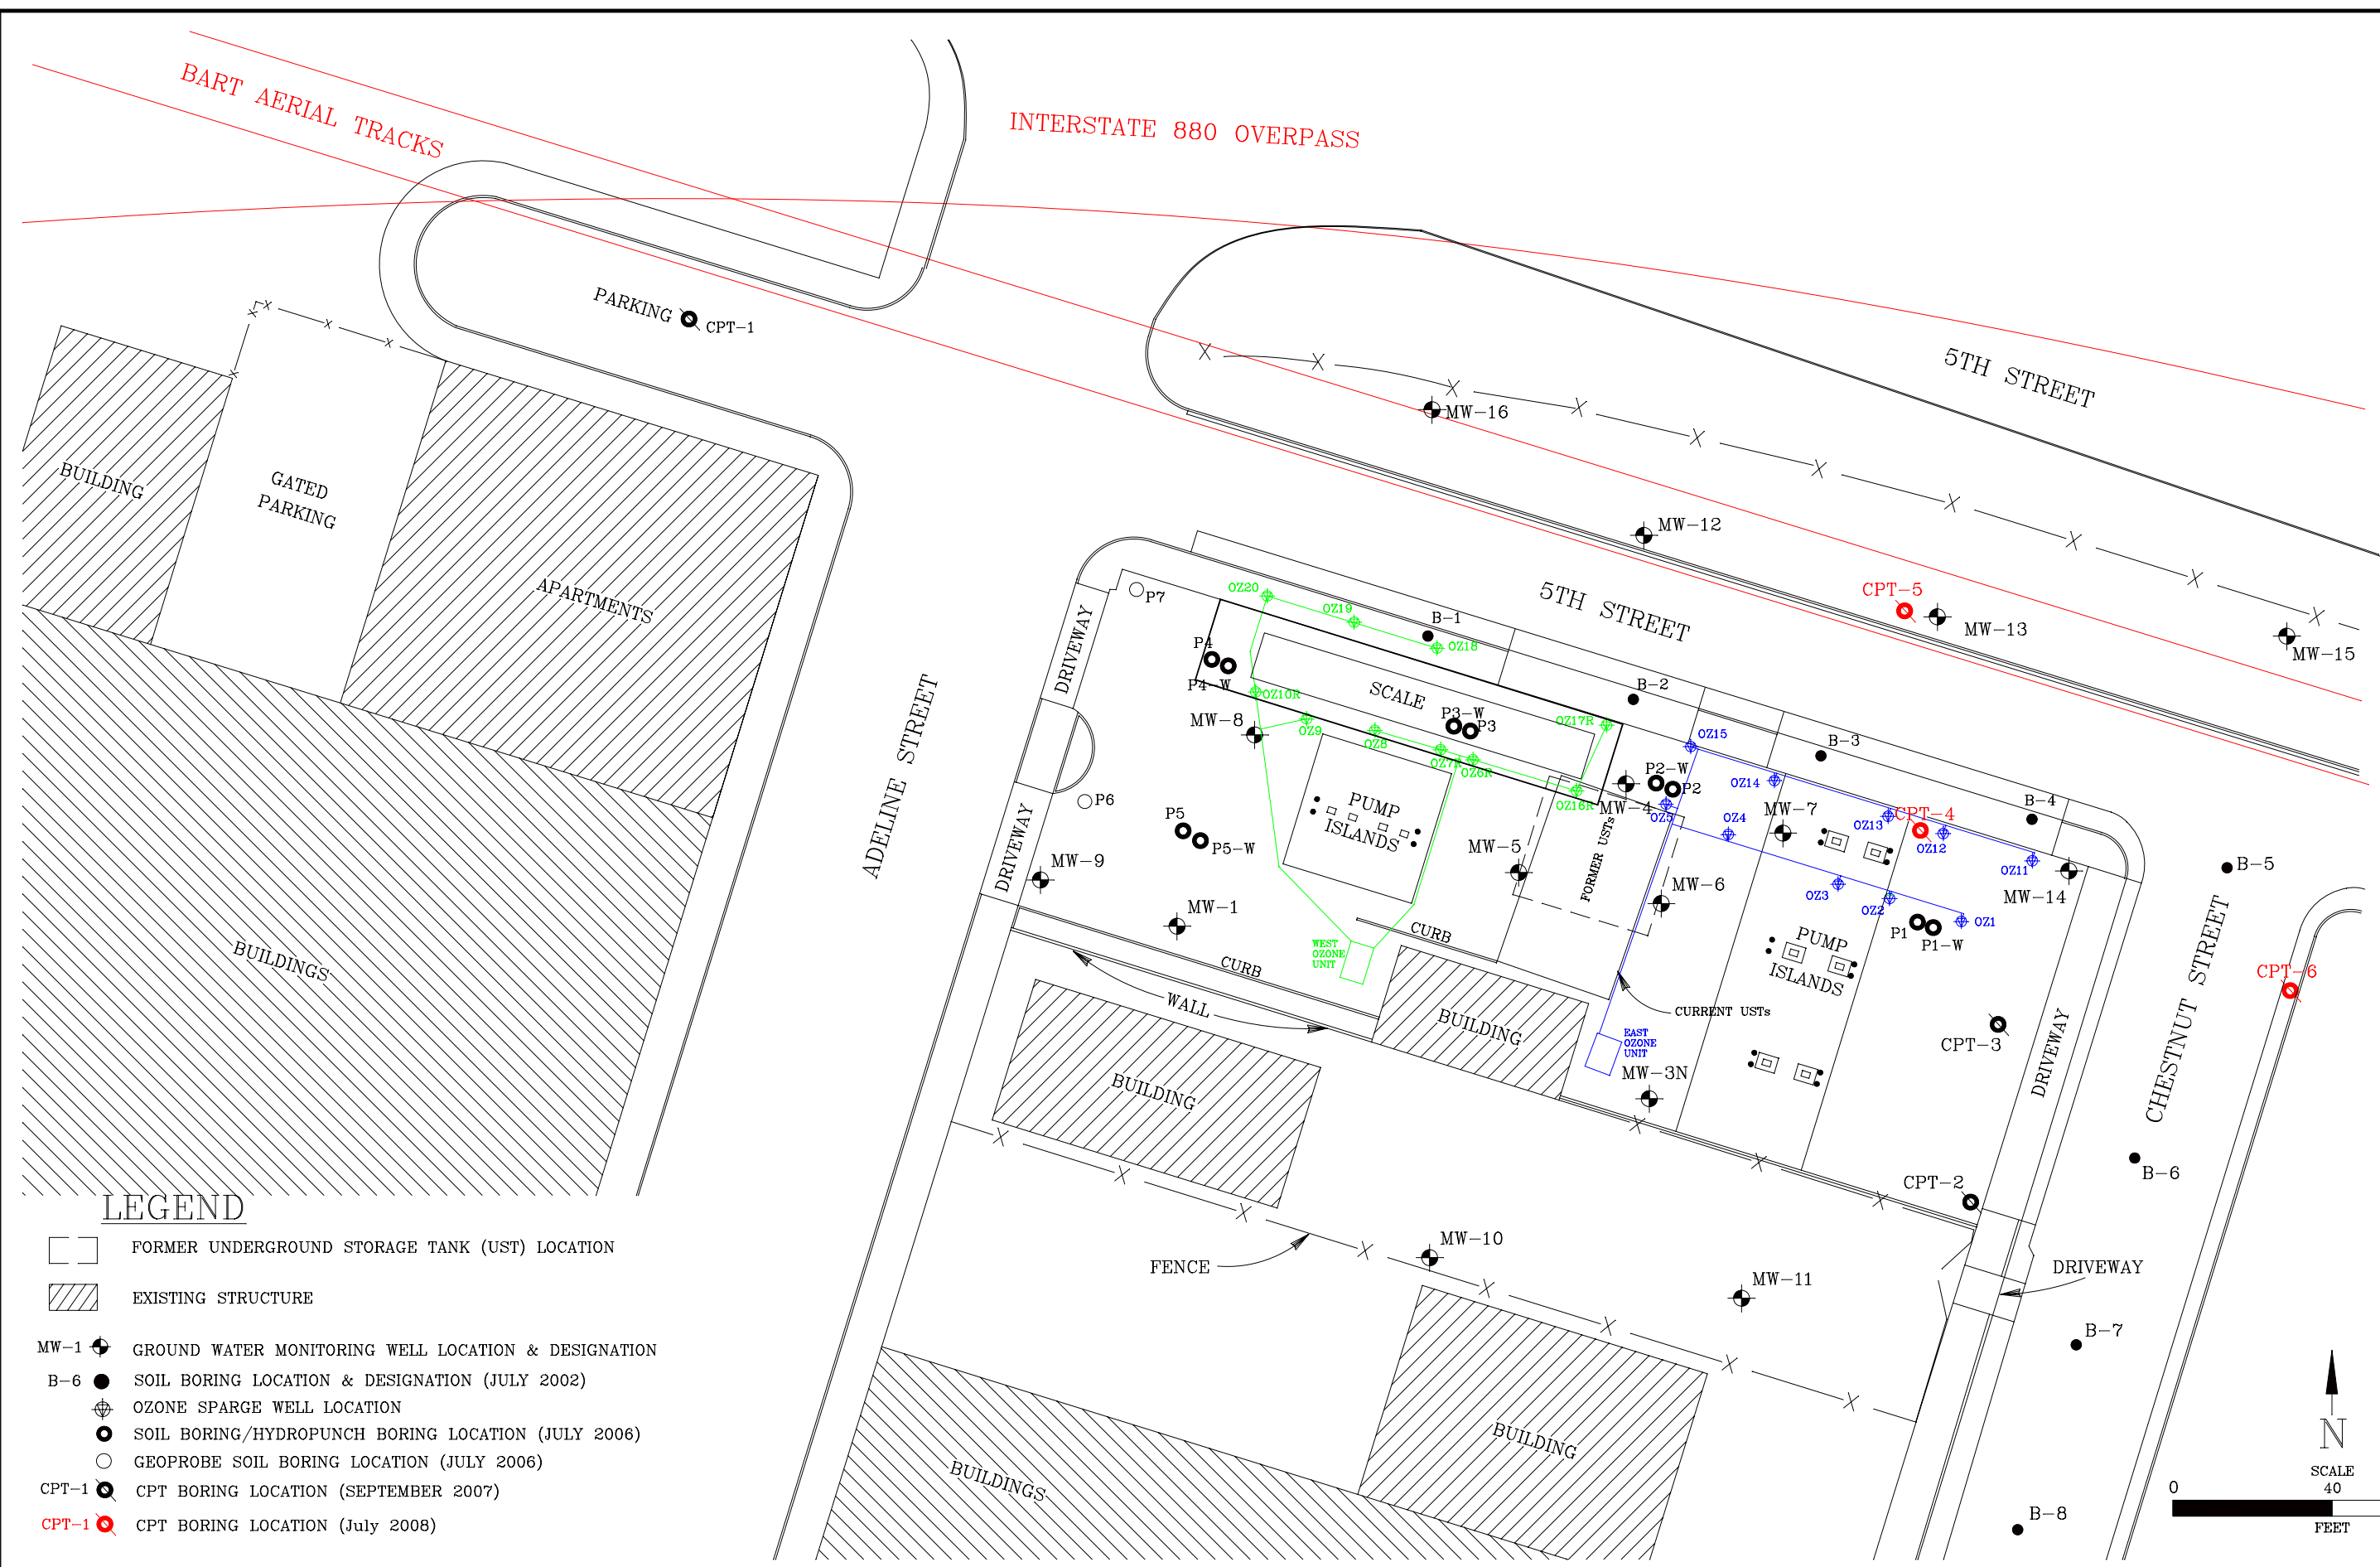 BART AERIAL TRACKS
INTERSTATE 880 OVERPASS
PARKING
CPT-1
5TH STREET
MW-16
BUILDING
GATED
PARKING
APARTMENTS
MW-12
CPT-5
MW-13
MW-15
5TH STREET
P7
OZ20
OZ19
B-1
OZ18
DRIVEWAY
P4
P4-W
OZ10R
SCALE
B-2
MW-8
OZ9
OZ8
P3-W
P3
OZ7R
OZ6R
OZ17R
OZ16R
OZ15
B-3
ADELINE STREET
P6
P5
P5-W
PUMP
ISLANDS
P2-W
P2
MW-4
OZ5
OZ14
OZ4
MW-7
OZ13
CPT-4
OZ12
B-4
OZ11
MW-14
B-5
DRIVEWAY
MW-9
MW-5
FORMER USTs
MW-6
OZ3
OZ2
OZ1
MW-1
P1
P1-W
CURB
WEST
OZONE
UNIT
CURB
PUMP
ISLANDS
CHESTNUT STREET
CPT-6
BUILDINGS
WALL
BUILDING
CURRENT USTs
EAST
OZONE
UNIT
CPT-3
DRIVEWAY
BUILDING
MW-3N
B-6
CPT-2
MW-10
FENCE
MW-11
DRIVEWAY
B-7
BUILDING
BUILDINGS
B-8
LEGEND
FORMER UNDERGROUND STORAGE TANK (UST) LOCATION
EXISTING STRUCTURE
MW-1 GROUND WATER MONITORING WELL LOCATION & DESIGNATION
B-6 SOIL BORING LOCATION & DESIGNATION (JULY 2002)
OZONE SPARGE WELL LOCATION
SOIL BORING/HYDROPUNCH BORING LOCATION (JULY 2006)
GEOPROBE SOIL BORING LOCATION (JULY 2006)
CPT-1 CPT BORING LOCATION (SEPTEMBER 2007)
CPT-1 CPT BORING LOCATION (July 2008)
N
SCALE
0 40
FEET